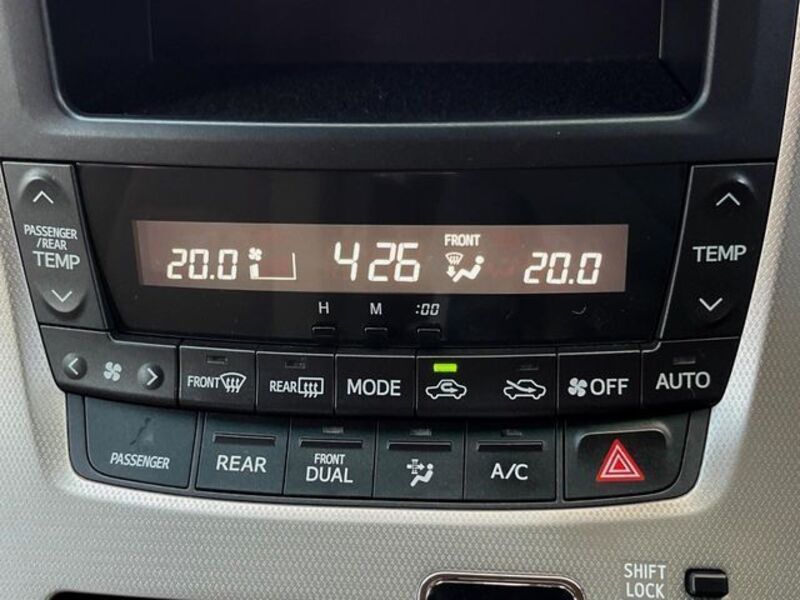 PASSENGER
/REAR
TEMP
20.0 4 26 FRONT 20.0
TEMP
H M :00
FRONT REAR MODE OFF AUTO
PASSENGER REAR FRONT
DUAL A/C
SHIFT
LOCK